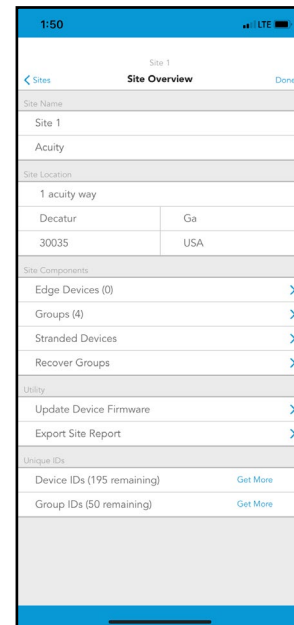 1:50
LTE
Site 1
Sites
Site Overview
Done
Site Name
Site 1
Acuity
Site Location
1 acuity way
Decatur
Ga
30035
USA
Site Components
Edge Devices (0)
Groups (4)
Stranded Devices
Recover Groups
Utility
Update Device Firmware
Export Site Report
Unique IDs
Device IDs (195 remaining)
Get More
Group IDs (50 remaining)
Get More